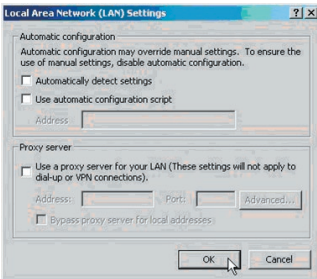 Local Area Network (LAN) Settings
Automatic configuration
Automatic configuration may override manual settings. To ensure the
use of manual settings, disable automatic configuration.
Automatically detect settings
Use automatic configuration script
Address
Proxy server
Use a proxy server for your LAN (These settings will not apply to
dial-up or VPN connections).
Address: Port: Advanced...
Bypass proxy server for local addresses
OK Cancel